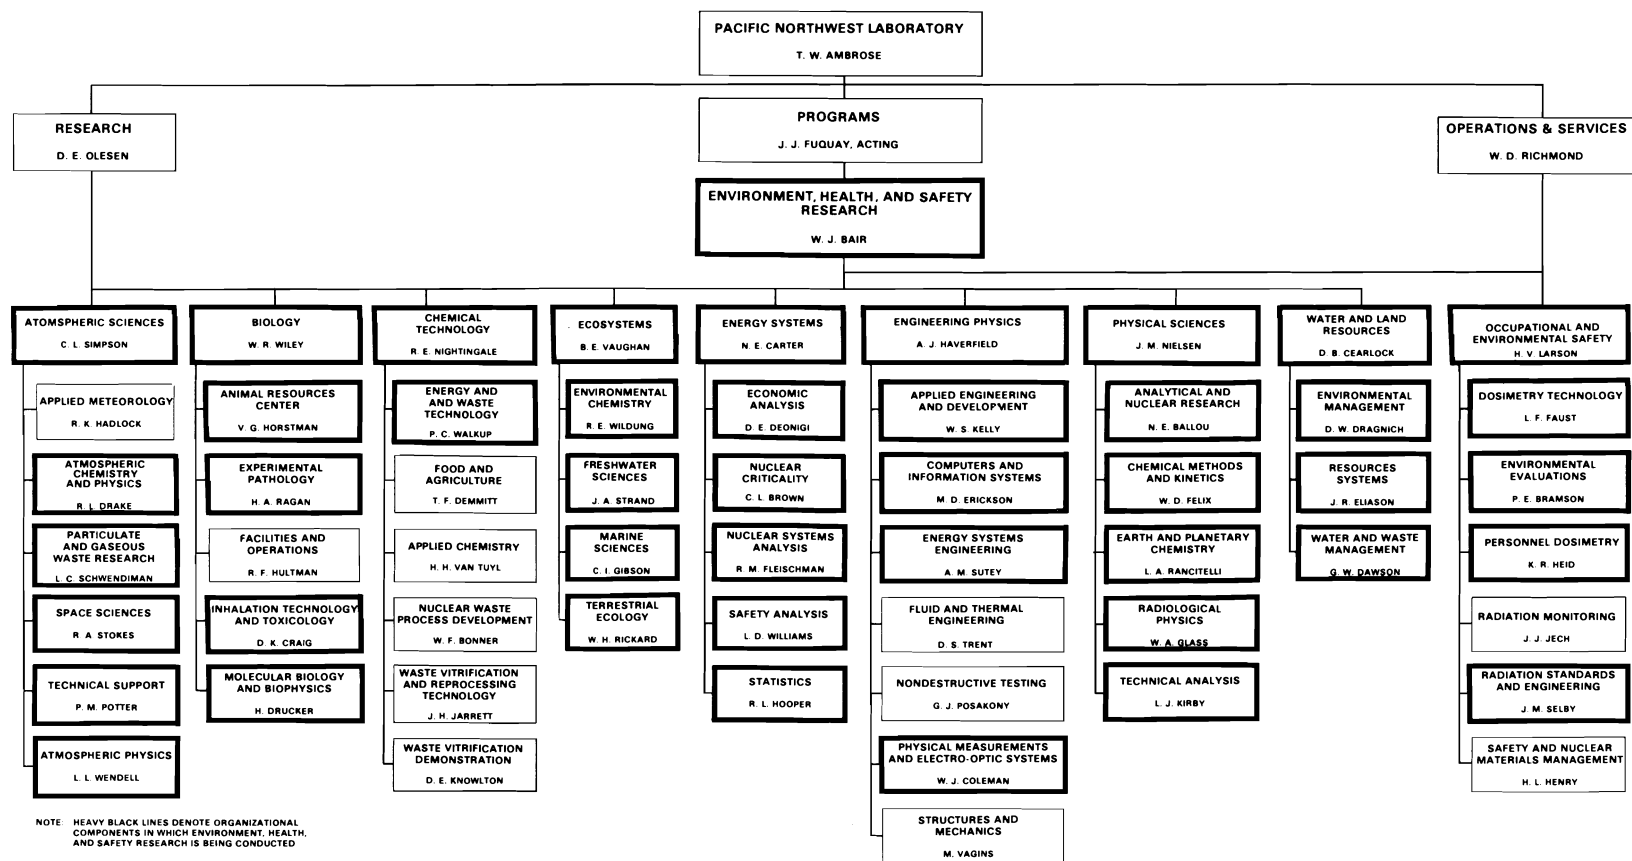 PACIFIC NORTHWEST LABORATORY
T. W. AMBROSE
RESEARCH
D. E. OLESEN
PROGRAMS
J. J. FUQUAY, ACTING
OPERATIONS & SERVICES
W. D. RICHMOND
ENVIRONMENT, HEALTH, AND SAFETY
RESEARCH
W. J. BAIR
ATOMSPHERIC SCIENCES
C. L. SIMPSON
APPLIED METEOROLOGY
R. K. HADLOCK
ATMOSPHERIC
CHEMISTRY
AND PHYSICS
R. L. DRAKE
PARTICULATE
AND GASEOUS
WASTE RESEARCH
L. C. SCHWENDIMAN
SPACE SCIENCES
R. A. STOKES
TECHNICAL SUPPORT
P. M. POTTER
ATMOSPHERIC PHYSICS
L. L. WENDELL
BIOLOGY
W. R. WILEY
ANIMAL RESOURCES
CENTER
V. G. HORSTMAN
EXPERIMENTAL
PATHOLOGY
H. A. RAGAN
FACILITIES AND
OPERATIONS
R. F. HULTMAN
INHALATION TECHNOLOGY
AND TOXICOLOGY
D. K. CRAIG
MOLECULAR BIOLOGY
AND BIOPHYSICS
H. DRUCKER
CHEMICAL
TECHNOLOGY
R. E. NIGHTINGALE
ENERGY AND
AND WASTE
TECHNOLOGY
P. C. WALKUP
FOOD AND
AGRICULTURE
T. F. DEMMITT
APPLIED CHEMISTRY
H. H. VAN TUYL
NUCLEAR WASTE
PROCESS DEVELOPMENT
W. F. BONNER
WASTE VITRIFICATION
AND REPROCESSING
TECHNOLOGY
J. H. JARRETT
WASTE VITRIFICATION
DEMONSTRATION
D. E. KNOWLTON
ECOSYSTEMS
B. E. VAUGHAN
ENVIRONMENTAL
CHEMISTRY
R. E. WILDUNG
FRESHWATER
SCIENCES
J. A. STRAND
MARINE
SCIENCES
C. I. GIBSON
TERRESTRIAL
ECOLOGY
W. H. RICKARD
ENERGY SYSTEMS
N. E. CARTER
ECONOMIC
ANALYSIS
D. E. DEONIGI
NUCLEAR
CRITICALITY
C. L. BROWN
NUCLEAR SYSTEMS
ANALYSIS
R. M. FLEISCHMAN
SAFETY ANALYSIS
L. D. WILLIAMS
STATISTICS
R. L. HOOPER
ENGINEERING PHYSICS
A. J. HAVERFIELD
APPLIED ENGINEERING
AND DEVELOPMENT
W. S. KELLY
COMPUTERS AND
INFORMATION SYSTEMS
M. D. ERICKSON
ENERGY SYSTEMS
ENGINEERING
A. M. SUTEY
FLUID AND THERMAL
ENGINEERING
D. S. TRENT
NONDESTRUCTIVE TESTING
G. J. POSAKONY
PHYSICAL MEASUREMENTS
AND ELECTRO-OPTIC SYSTEMS
W. J. COLEMAN
STRUCTURES AND
MECHANICS
M. VAGINS
PHYSICAL SCIENCES
J. M. NIELSEN
ANALYTICAL AND
NUCLEAR RESEARCH
N. E. BALLOU
CHEMICAL METHODS
AND KINETICS
W. D. FELIX
EARTH AND PLANETARY
CHEMISTRY
L. A. RANCITELLI
RADIOLOGICAL
PHYSICS
W. A. GLASS
TECHNICAL ANALYSIS
L. J. KIRBY
WATER AND LAND
RESOURCES
D. B. CEARLOCK
ENVIRONMENTAL
MANAGEMENT
D. W. DRAGNICH
RESOURCES
SYSTEMS
J. R. ELIASON
WATER AND WASTE
MANAGEMENT
G. W. DAWSON
OCCUPATIONAL AND
ENVIRONMENTAL SAFETY
H. V. LARSON
DOSIMETRY TECHNOLOGY
L. F. FAUST
ENVIRONMENTAL
EVALUATIONS
P. E. BRAMSON
PERSONNEL DOSIMETRY
K. R. HEID
RADIATION MONITORING
J. J. JECH
RADIATION STANDARDS
AND ENGINEERING
J. M. SELBY
SAFETY AND NUCLEAR
MATERIALS MANAGEMENT
H. L. HENRY
NOTE: HEAVY BLACK LINES DENOTE ORGANIZATIONAL
COMPONENTS IN WHICH ENVIRONMENT, HEALTH,
AND SAFETY RESEARCH IS BEING CONDUCTED